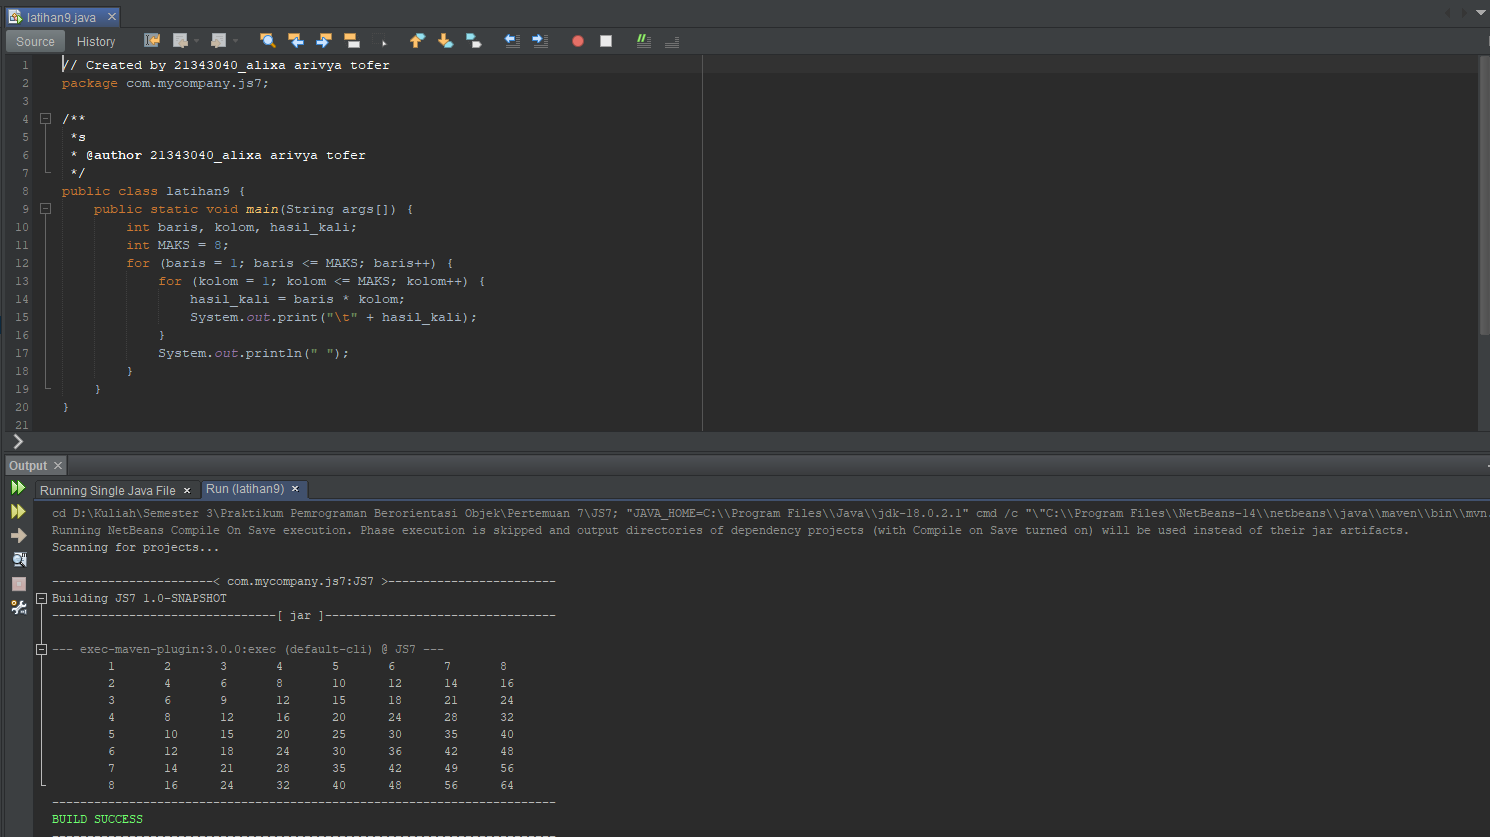 latihan9.java
Source History
1 // Created by 21343040_alixa arivya tofer
2 package com.mycompany.js7;
3
4 /**
5 *s
6 * @author 21343040_alixa arivya tofer
7 */
8 public class latihan9 {
9 public static void main(String args[]) {
10 int baris, kolom, hasil_kali;
11 int MAKS = 8;
12 for (baris = 1; baris <= MAKS; baris++) {
13 for (kolom = 1; kolom <= MAKS; kolom++) {
14 hasil_kali = baris * kolom;
15 System.out.print("\t" + hasil_kali);
16 }
17 System.out.println(" ");
18 }
19 }
20 }
21
Output
Running Single Java File Run (latihan9)
cd D:\Kuliah\Semester 3\Praktikum Pemrograman Berorientasi Objek\Pertemuan 7\JS7; "JAVA_HOME=C:\\Program Files\\Java\\jdk-18.0.2.1" cmd /c "\"C:\\Program Files\\NetBeans-14\\netbeans\\java\\maven\\bin\\mvn.
Running NetBeans Compile On Save execution. Phase execution is skipped and output directories of dependency projects (with Compile on Save turned on) will be used instead of their jar artifacts.
Scanning for projects...
-----------------------< com.mycompany.js7:JS7 >------------------------
Building JS7 1.0-SNAPSHOT
--------------------------------[ jar ]---------------------------------
--- exec-maven-plugin:3.0.0:exec (default-cli) @ JS7 ---
1 2 3 4 5 6 7 8
2 4 6 8 10 12 14 16
3 6 9 12 15 18 21 24
4 8 12 16 20 24 28 32
5 10 15 20 25 30 35 40
6 12 18 24 30 36 42 48
7 14 21 28 35 42 49 56
8 16 24 32 40 48 56 64
------------------------------------------------------------------------
BUILD SUCCESS
------------------------------------------------------------------------